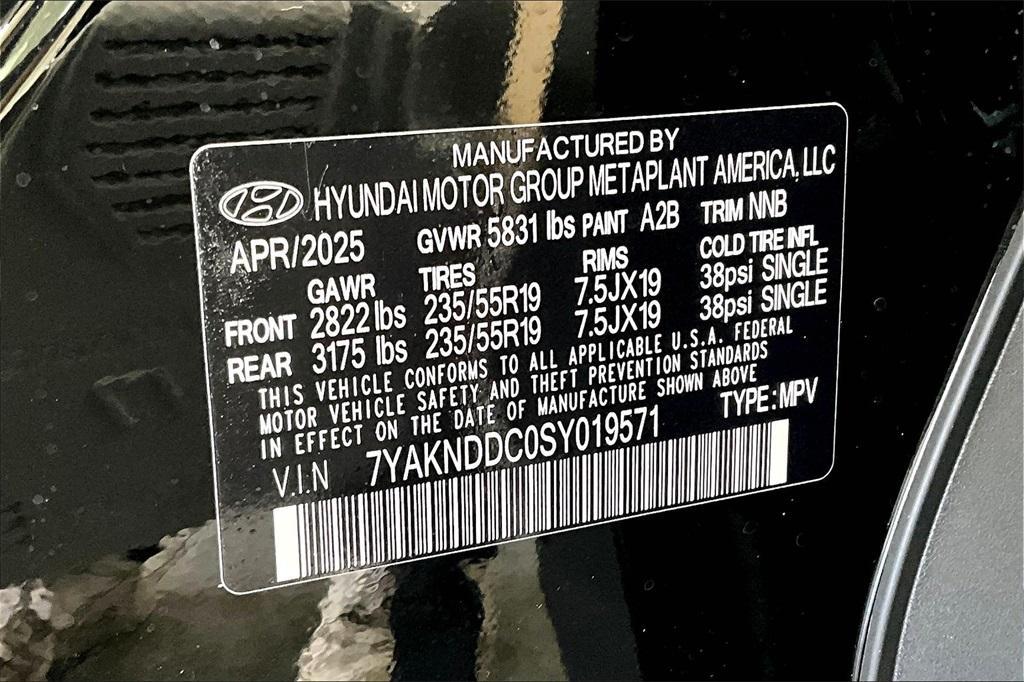 MANUFACTURED BY
HYUNDAI MOTOR GROUP METAPLANT AMERICA, LLC
APR/2025 GVWR 5831 lbs PAINT A2B TRIM NNB
GAWR TIRES RIMS COLD TIRE INFL
FRONT 2822 lbs 235/55R19 7.5JX19 38psi SINGLE
REAR 3175 lbs 235/55R19 7.5JX19 38psi SINGLE
THIS VEHICLE CONFORMS TO ALL APPLICABLE U.S.A. FEDERAL
MOTOR VEHICLE SAFETY AND THEFT PREVENTION STANDARDS
IN EFFECT ON THE DATE OF MANUFACTURE SHOWN ABOVE
V.I.N 7YAKNDDC0SY019571 TYPE:MPV